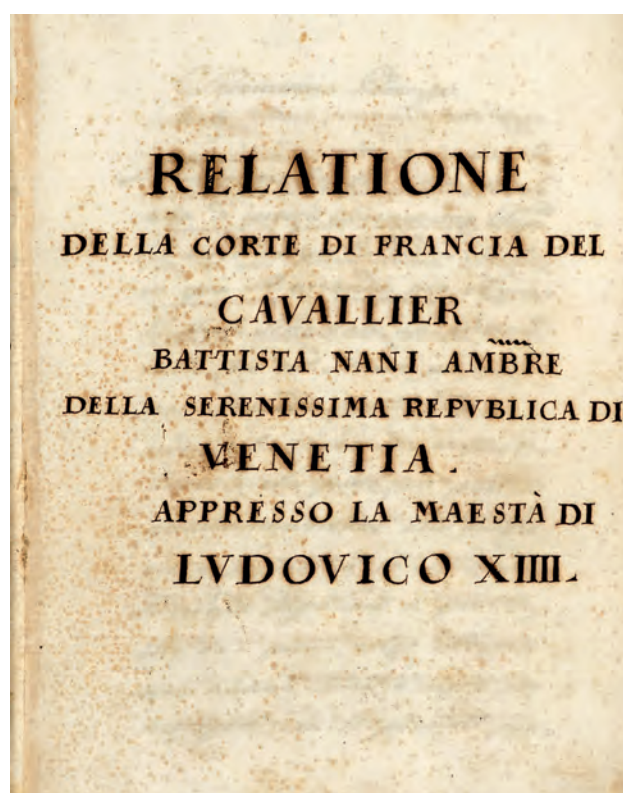 RELATIONE
DELLA CORTE DI FRANCIA DEL
CAVALLIER
BATTISTA NANI AMBRE
DELLA SERENISSIMA REPVBLICA DI
VENETIA.
APPRESSO LA MAESTÀ DI
LVDOVICO XIIII.